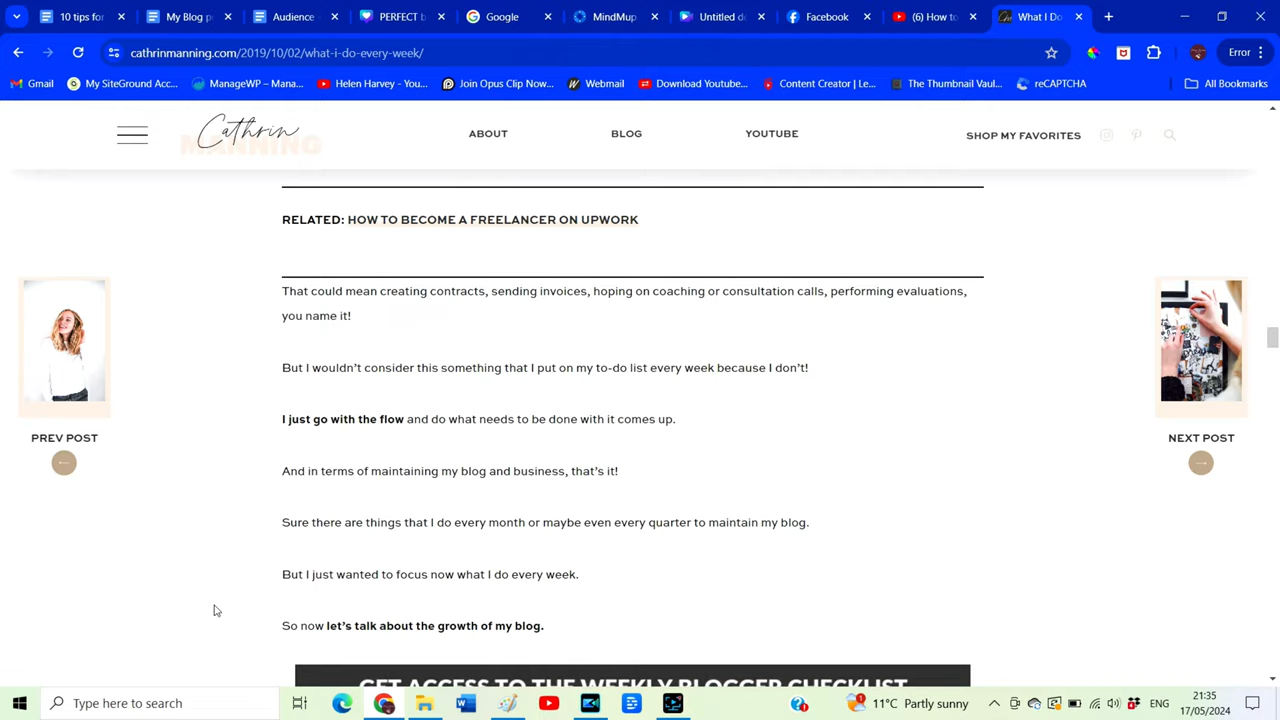 10 tips for
My Blog p
Audience
PERFECT b
Google
MindMup
Untitled d
Facebook
(6) How to
What I Do
cathrinmanning.com/2019/10/02/what-i-do-every-week/
Error
Gmail
My SiteGround Acc...
ManageWP – Mana...
Helen Harvey - You...
Join Opus Clip Now...
Webmail
Download Youtube...
Content Creator | Le...
The Thumbnail Vaul...
reCAPTCHA
All Bookmarks
Cathrin
MANNING
ABOUT
BLOG
YOUTUBE
SHOP MY FAVORITES
RELATED: HOW TO BECOME A FREELANCER ON UPWORK
That could mean creating contracts, sending invoices, hoping on coaching or consultation calls, performing evaluations,
you name it!
But I wouldn't consider this something that I put on my to-do list every week because I don't!
I just go with the flow and do what needs to be done with it comes up.
PREV POST
NEXT POST
And in terms of maintaining my blog and business, that's it!
Sure there are things that I do every month or maybe even every quarter to maintain my blog.
But I just wanted to focus now what I do every week.
So now let's talk about the growth of my blog.
GET ACCESS TO THE WEEKLY BLOGGER CHECKLIST
Type here to search
11°C Partly sunny
ENG
21:35
17/05/2024